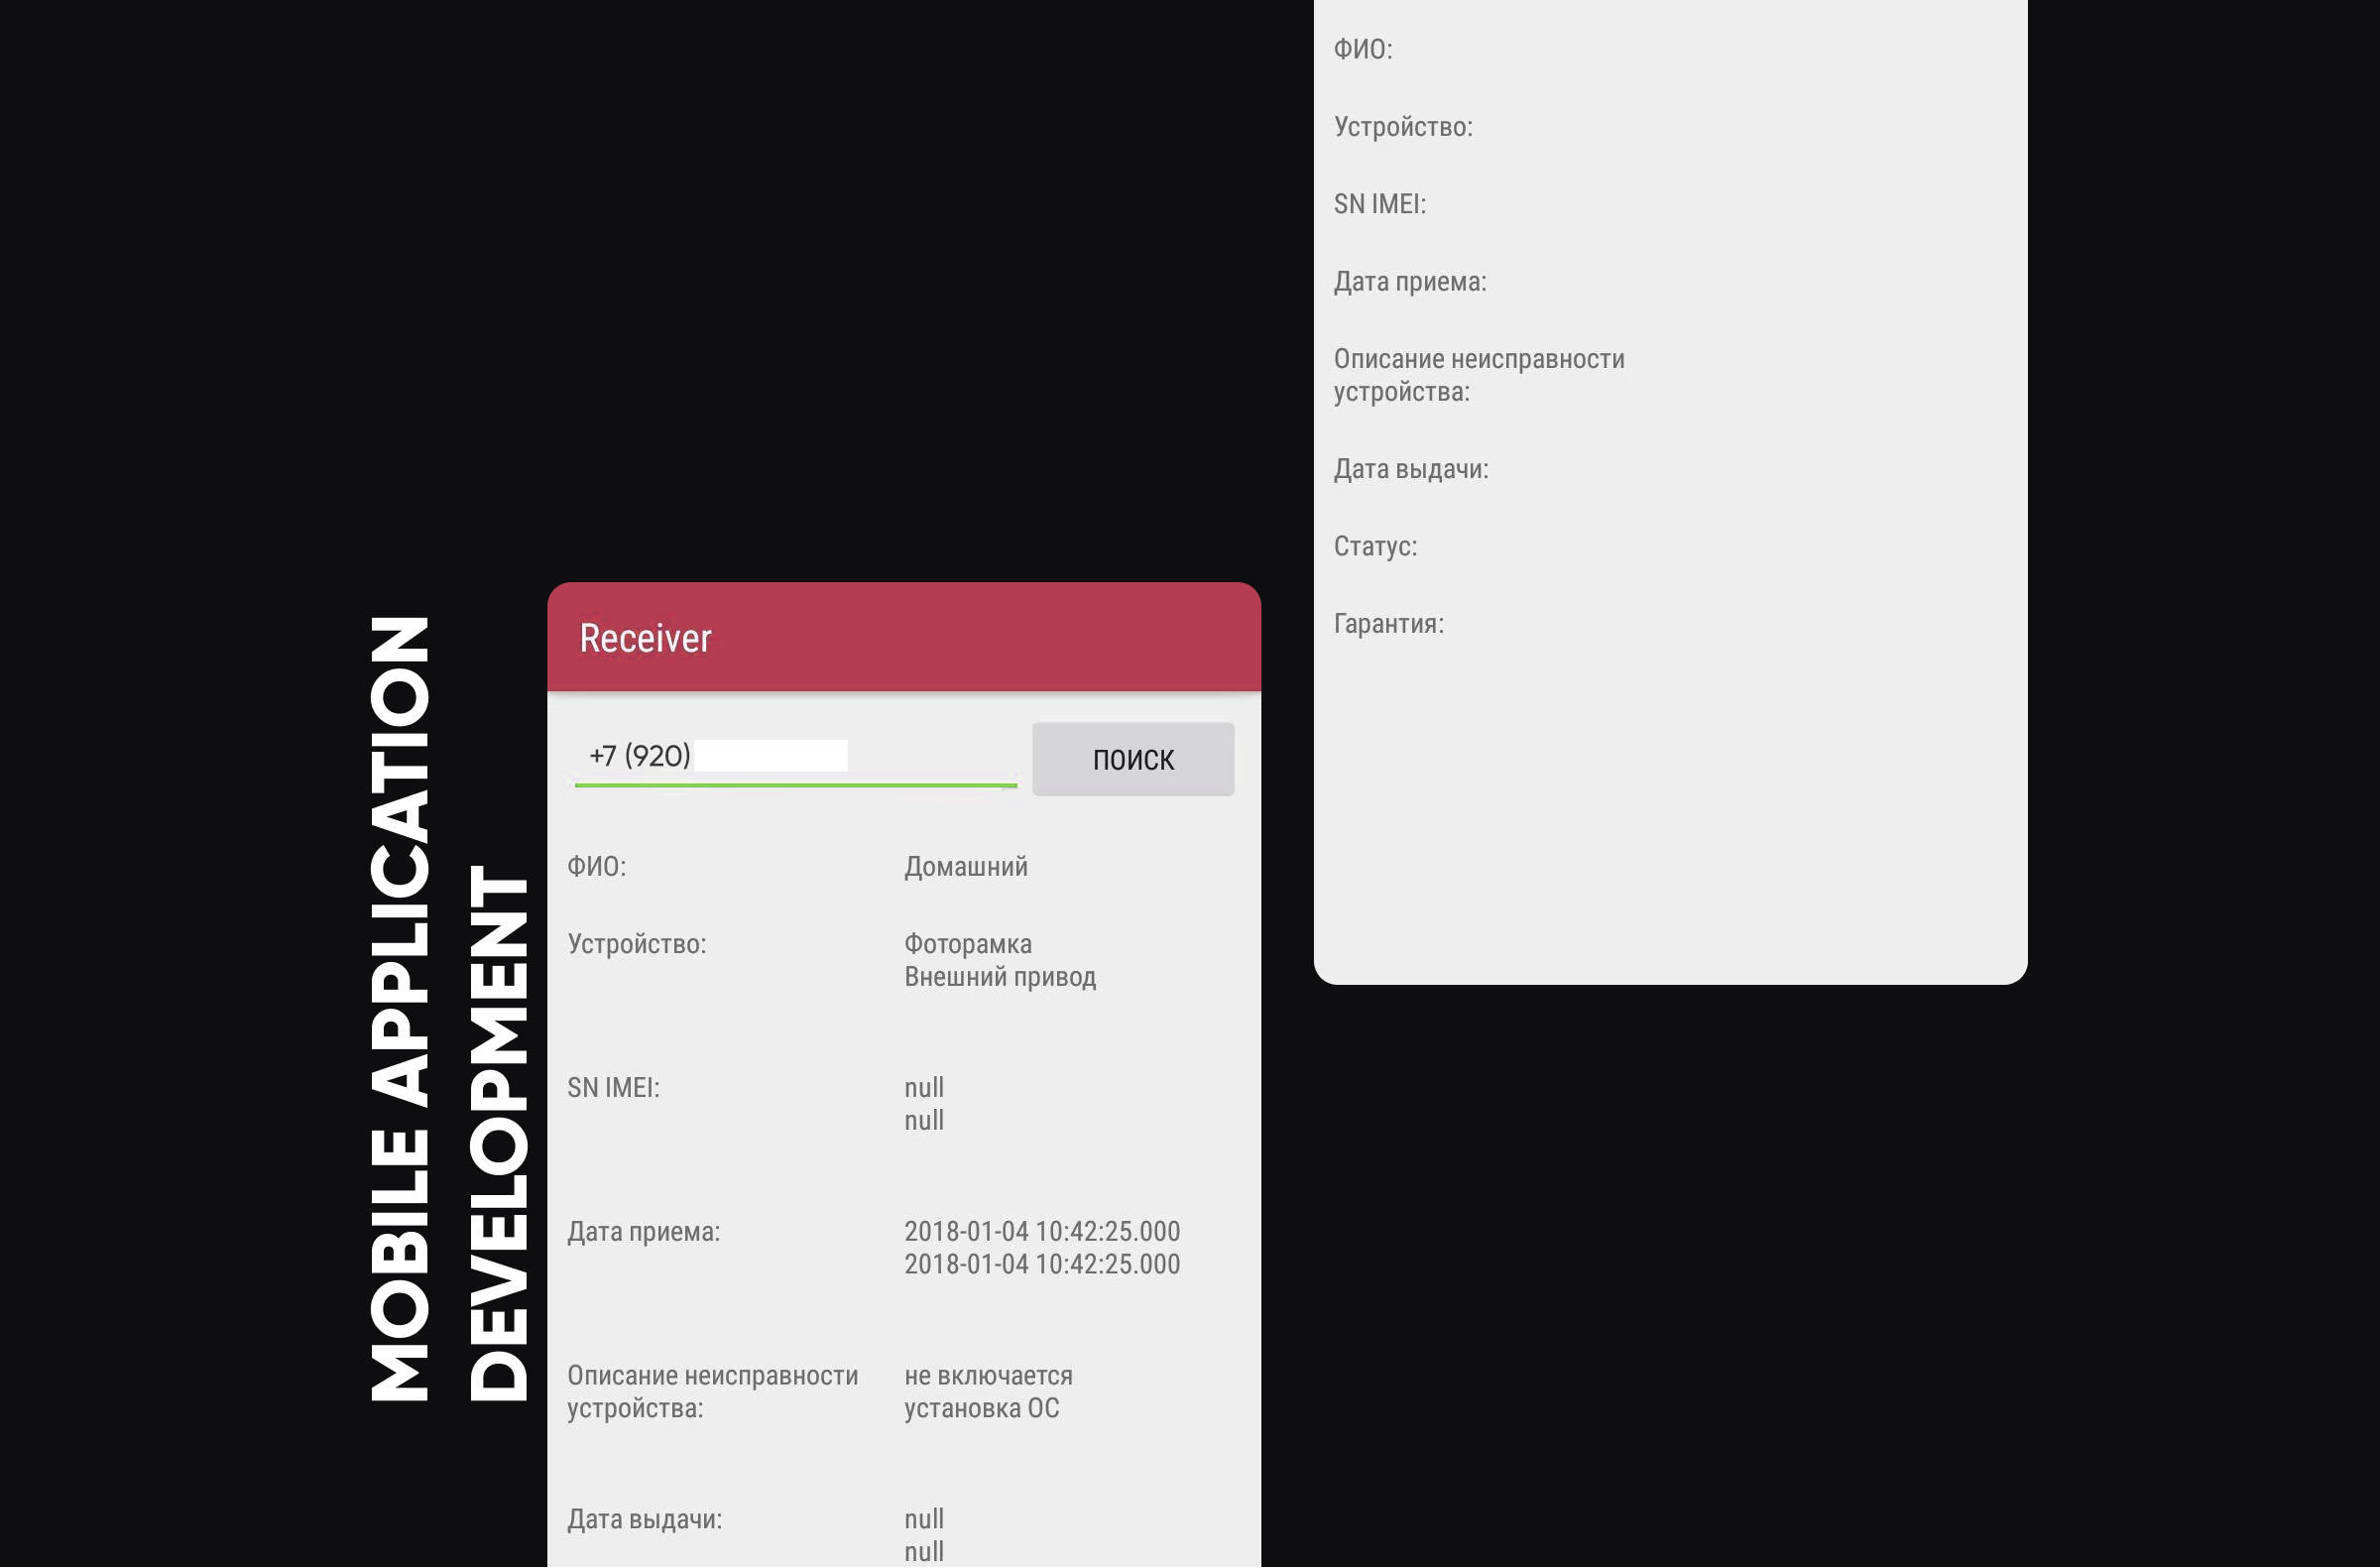 MOBILE APPLICATION
DEVELOPMENT
Receiver
+7 (920)
ПОИСК
ФИО: Домашний
Устройство: Фоторамка
Внешний привод
SN IMEI: null
null
Дата приема: 2018-01-04 10:42:25.000
2018-01-04 10:42:25.000
Описание неисправности не включается
устройства: установка ОС
Дата выдачи: null
null
ФИО:
Устройство:
SN IMEI:
Дата приема:
Описание неисправности
устройства:
Дата выдачи:
Статус:
Гарантия: